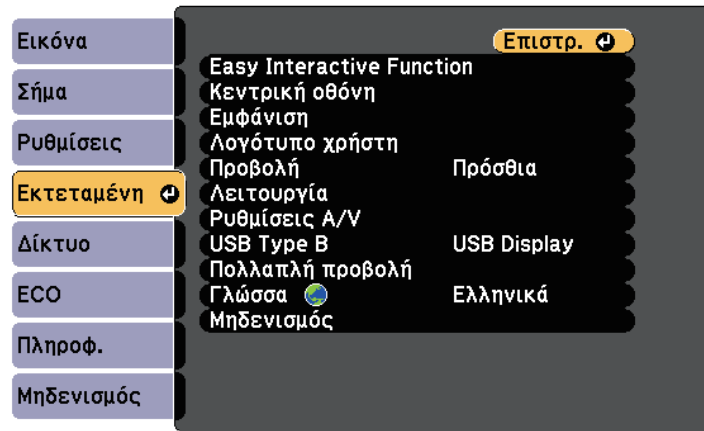 Εικόνα
Σήμα
Ρυθμίσεις
Εκτεταμένη
Δίκτυο
ECO
Πληροφ.
Μηδενισμός
Επιστρ.
Easy Interactive Function
Κεντρική οθόνη
Εμφάνιση
Λογότυπο χρήστη
Προβολή Πρόσθια
Λειτουργία
Ρυθμίσεις A/V
USB Type B USB Display
Πολλαπλή προβολή
Γλώσσα Ελληνικά
Μηδενισμός